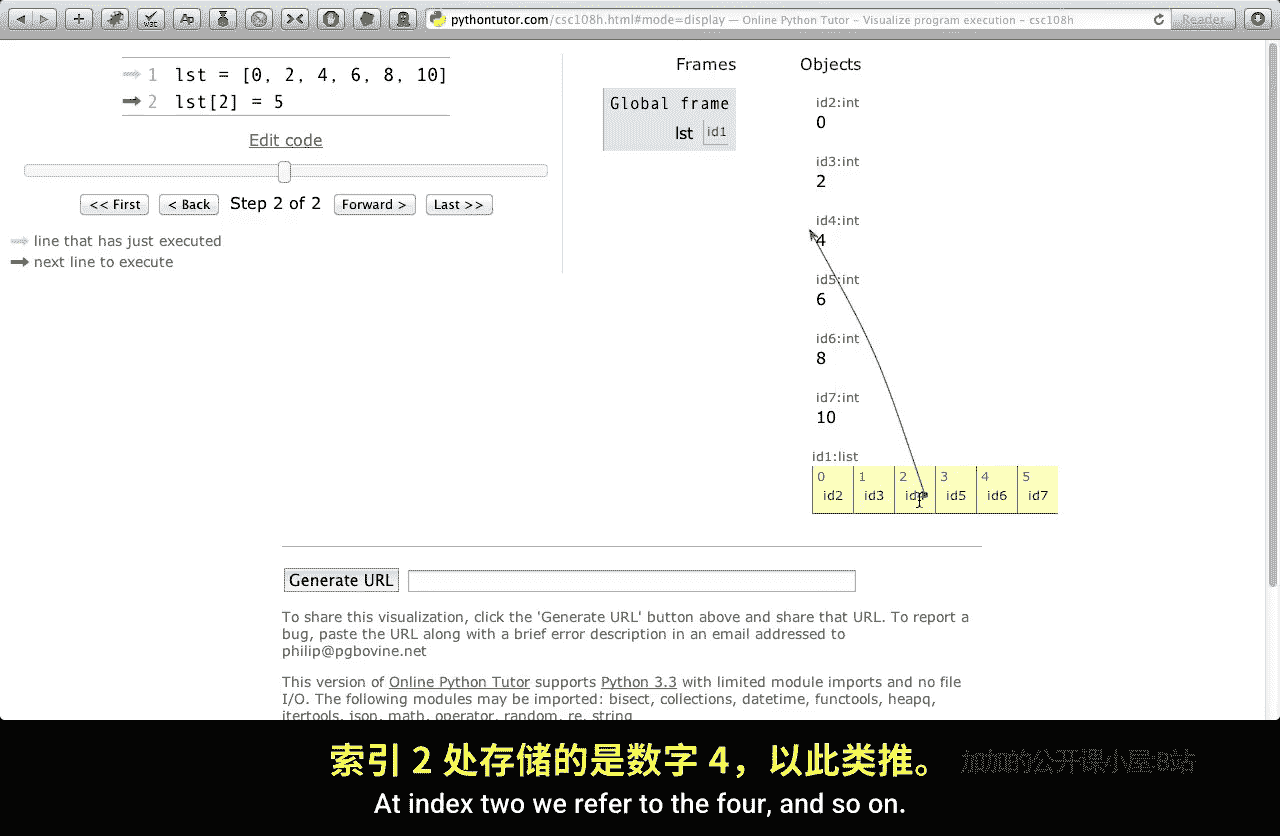 pythontutor.com/csc108h.html#mode=display — Online Python Tutor – Visualize program execution – csc108h
Reader
1 lst = [0, 2, 4, 6, 8, 10]
2 lst[2] = 5
Edit code
<< First < Back Step 2 of 2 Forward > Last >>
line that has just executed
next line to execute
Frames
Global frame
lst id1
Objects
id2:int
0
id3:int
2
id4:int
4
id5:int
6
id6:int
8
id7:int
10
id1:list
0 1 2 3 4 5
id2 id3 id5 id6 id7
Generate URL
To share this visualization, click the 'Generate URL' button above and share that URL. To report a
bug, paste the URL along with a brief error description in an email addressed to
philip@pgbovine.net
This version of Online Python Tutor supports Python 3.3 with limited module imports and no file
I/O. The following modules may be imported: bisect, collections, datetime, functools, heapq,
itertools, json, math, operator, random, re, string
索引 2 处存储的是数字 4，以此类推。
加加的公开课小屋:B站
At index two we refer to the four, and so on.